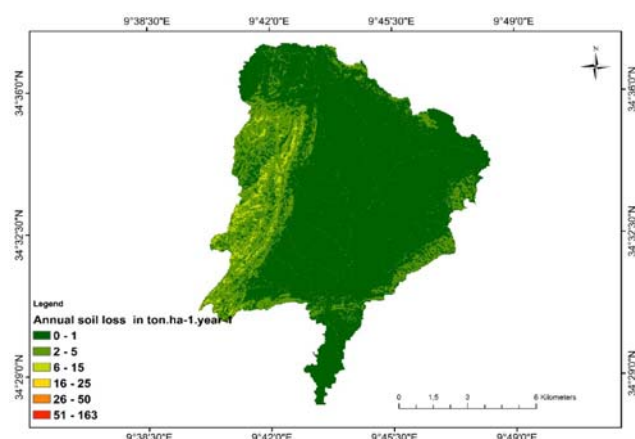 9°38'30"E 9°42'0"E 9°45'30"E 9°49'0"E
N
34°36'0"N 34°36'0"N
34°32'30"N 34°32'30"N
34°29'0"N 34°29'0"N
Legend
Annual soil loss in ton.ha-1.year-1
0 - 1
2 - 5
6 - 15
16 - 25
26 - 50
51 - 163
0 1,5 3 6 Kilometers
9°38'30"E 9°42'0"E 9°45'30"E 9°49'0"E